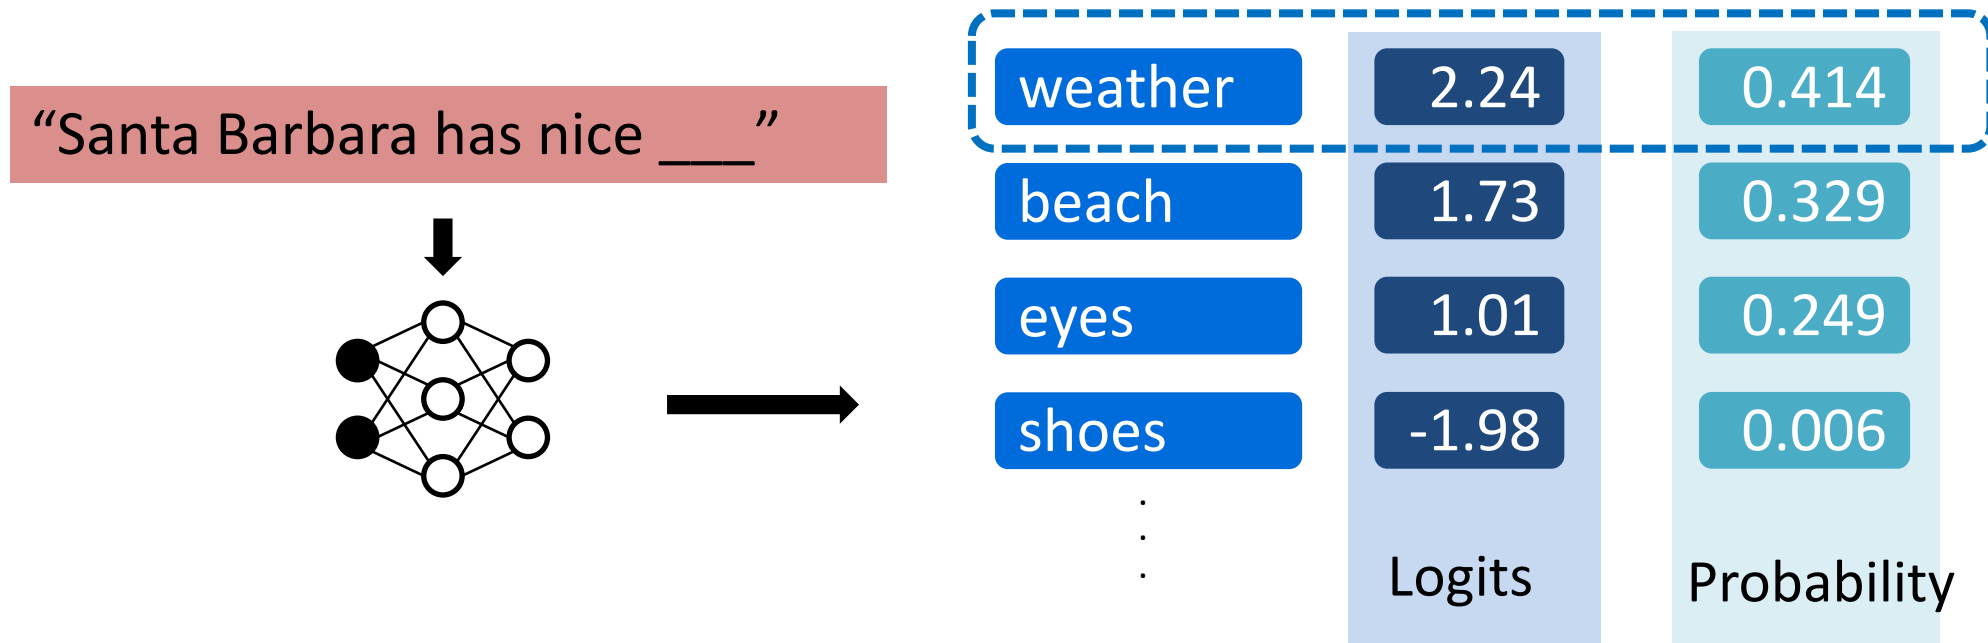 “Santa Barbara has nice ___”
weather 2.24 0.414
beach 1.73 0.329
eyes 1.01 0.249
shoes -1.98 0.006
.
.
.
Logits Probability